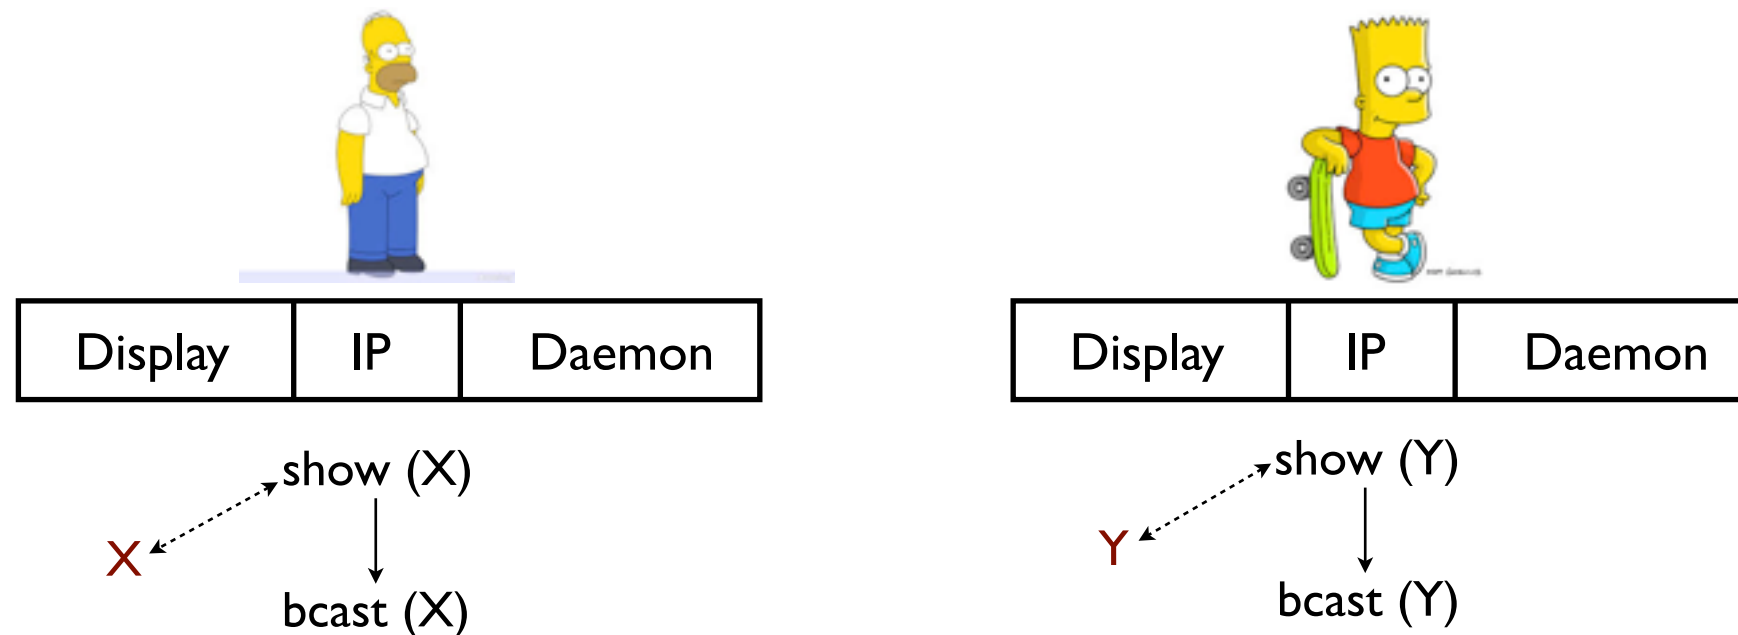 Display IP Daemon
Display IP Daemon
show (X)
show (Y)
X
Y
bcast (X)
bcast (Y)